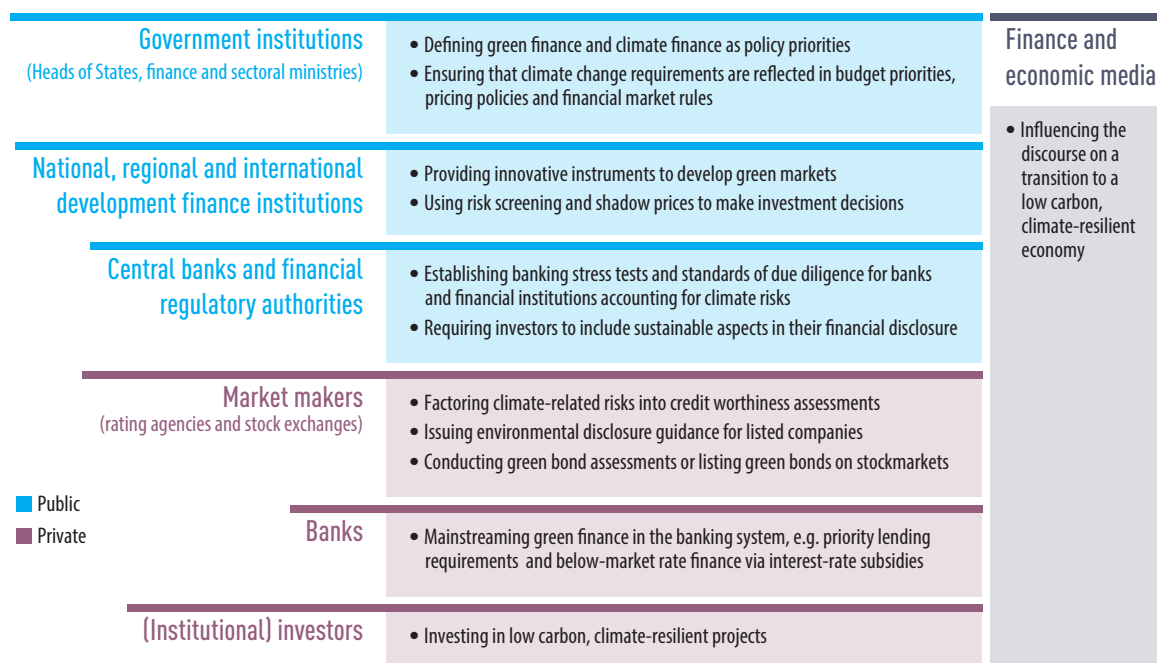 Government institutions
(Heads of States, finance and sectoral ministries)
• Defining green finance and climate finance as policy priorities
• Ensuring that climate change requirements are reflected in budget priorities,
pricing policies and financial market rules
National, regional and international
development finance institutions
• Providing innovative instruments to develop green markets
• Using risk screening and shadow prices to make investment decisions
Central banks and financial
regulatory authorities
• Establishing banking stress tests and standards of due diligence for banks
and financial institutions accounting for climate risks
• Requiring investors to include sustainable aspects in their financial disclosure
Market makers
(rating agencies and stock exchanges)
• Factoring climate-related risks into credit worthiness assessments
• Issuing environmental disclosure guidance for listed companies
• Conducting green bond assessments or listing green bonds on stockmarkets
Banks
• Mainstreaming green finance in the banking system, e.g. priority lending
requirements and below-market rate finance via interest-rate subsidies
(Institutional) investors
• Investing in low carbon, climate-resilient projects
Public
Private
Finance and
economic media
• Influencing the
discourse on a
transition to a
low carbon,
climate-resilient
economy